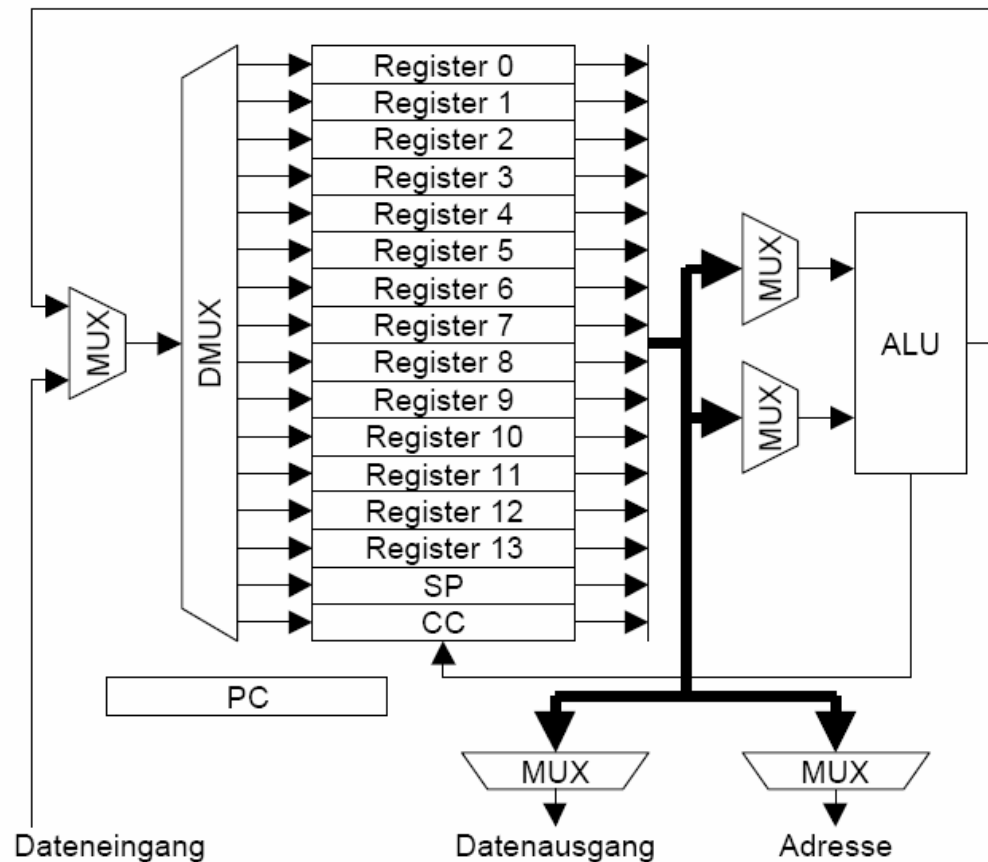 Register 0
Register 1
Register 2
Register 3
Register 4
Register 5
Register 6
Register 7
Register 8
Register 9
Register 10
Register 11
Register 12
Register 13
SP
CC
MUX
DMUX
MUX
MUX
ALU
PC
MUX
MUX
Dateneingang
Datenausgang
Adresse